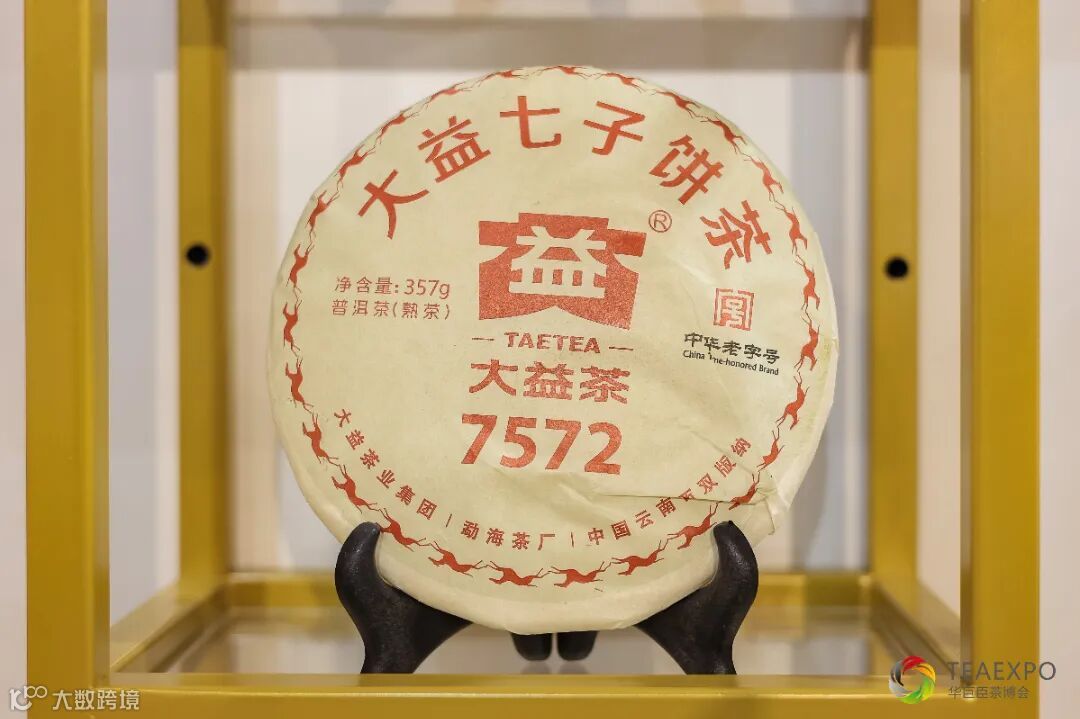 大益七子饼茶
益
®
净含量:357g
普洱茶(熟茶)
TAETEA
大益茶
7572
中华老字号
China Time-honored Brand
大益茶业集团|勐海茶厂|中国云南西双版纳
大数跨境
TEAEXPO
华巨臣茶博会